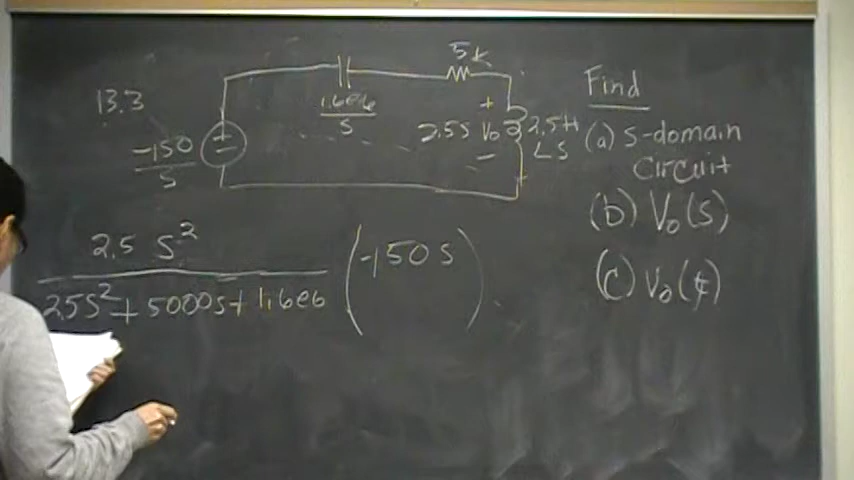 13.3
-150
S
+
-
1.6e6
S
5k
+
2.5S Vo
-
2.5H
LS
Find
(a) S-domain
Circuit
(b) Vo(S)
(c) Vo(t)
2.5 S²
2.5S² + 5000S + 1.6e6
(-150 S)